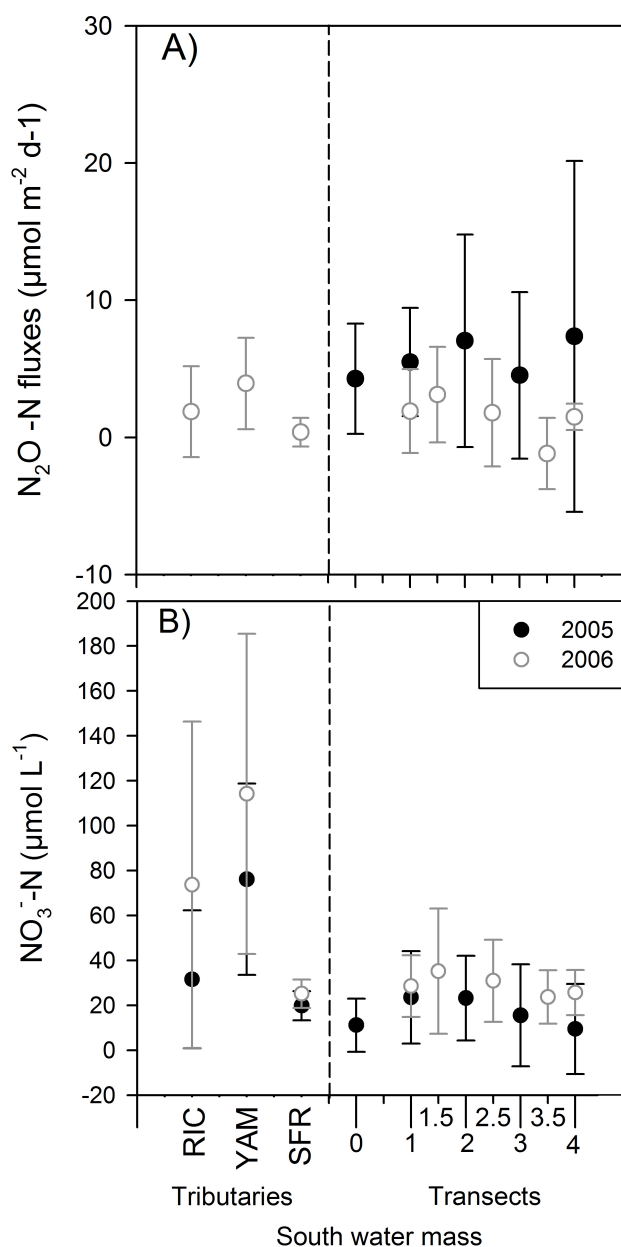 A)
30
20
10
0
-10
N₂O -N fluxes (µmol m⁻² d-1)
B)
2005
2006
200
180
160
140
120
100
80
60
40
20
0
-20
NO₃⁻-N (µmol L⁻¹)
RIC YAM SFR 0 1 1.5 2 2.5 3 3.5 4
Tributaries Transects
South water mass